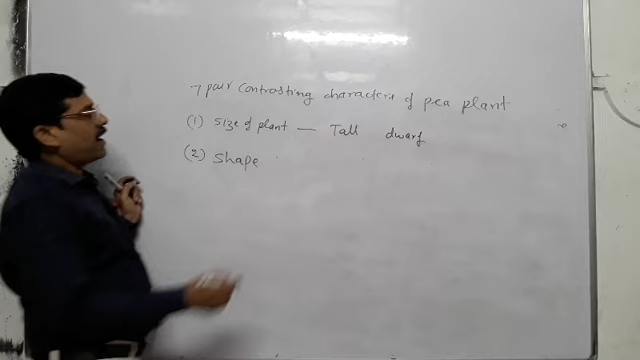 7 pair contrasting characters of pea plant
(1) size of plant — Tall dwarf
(2) shape